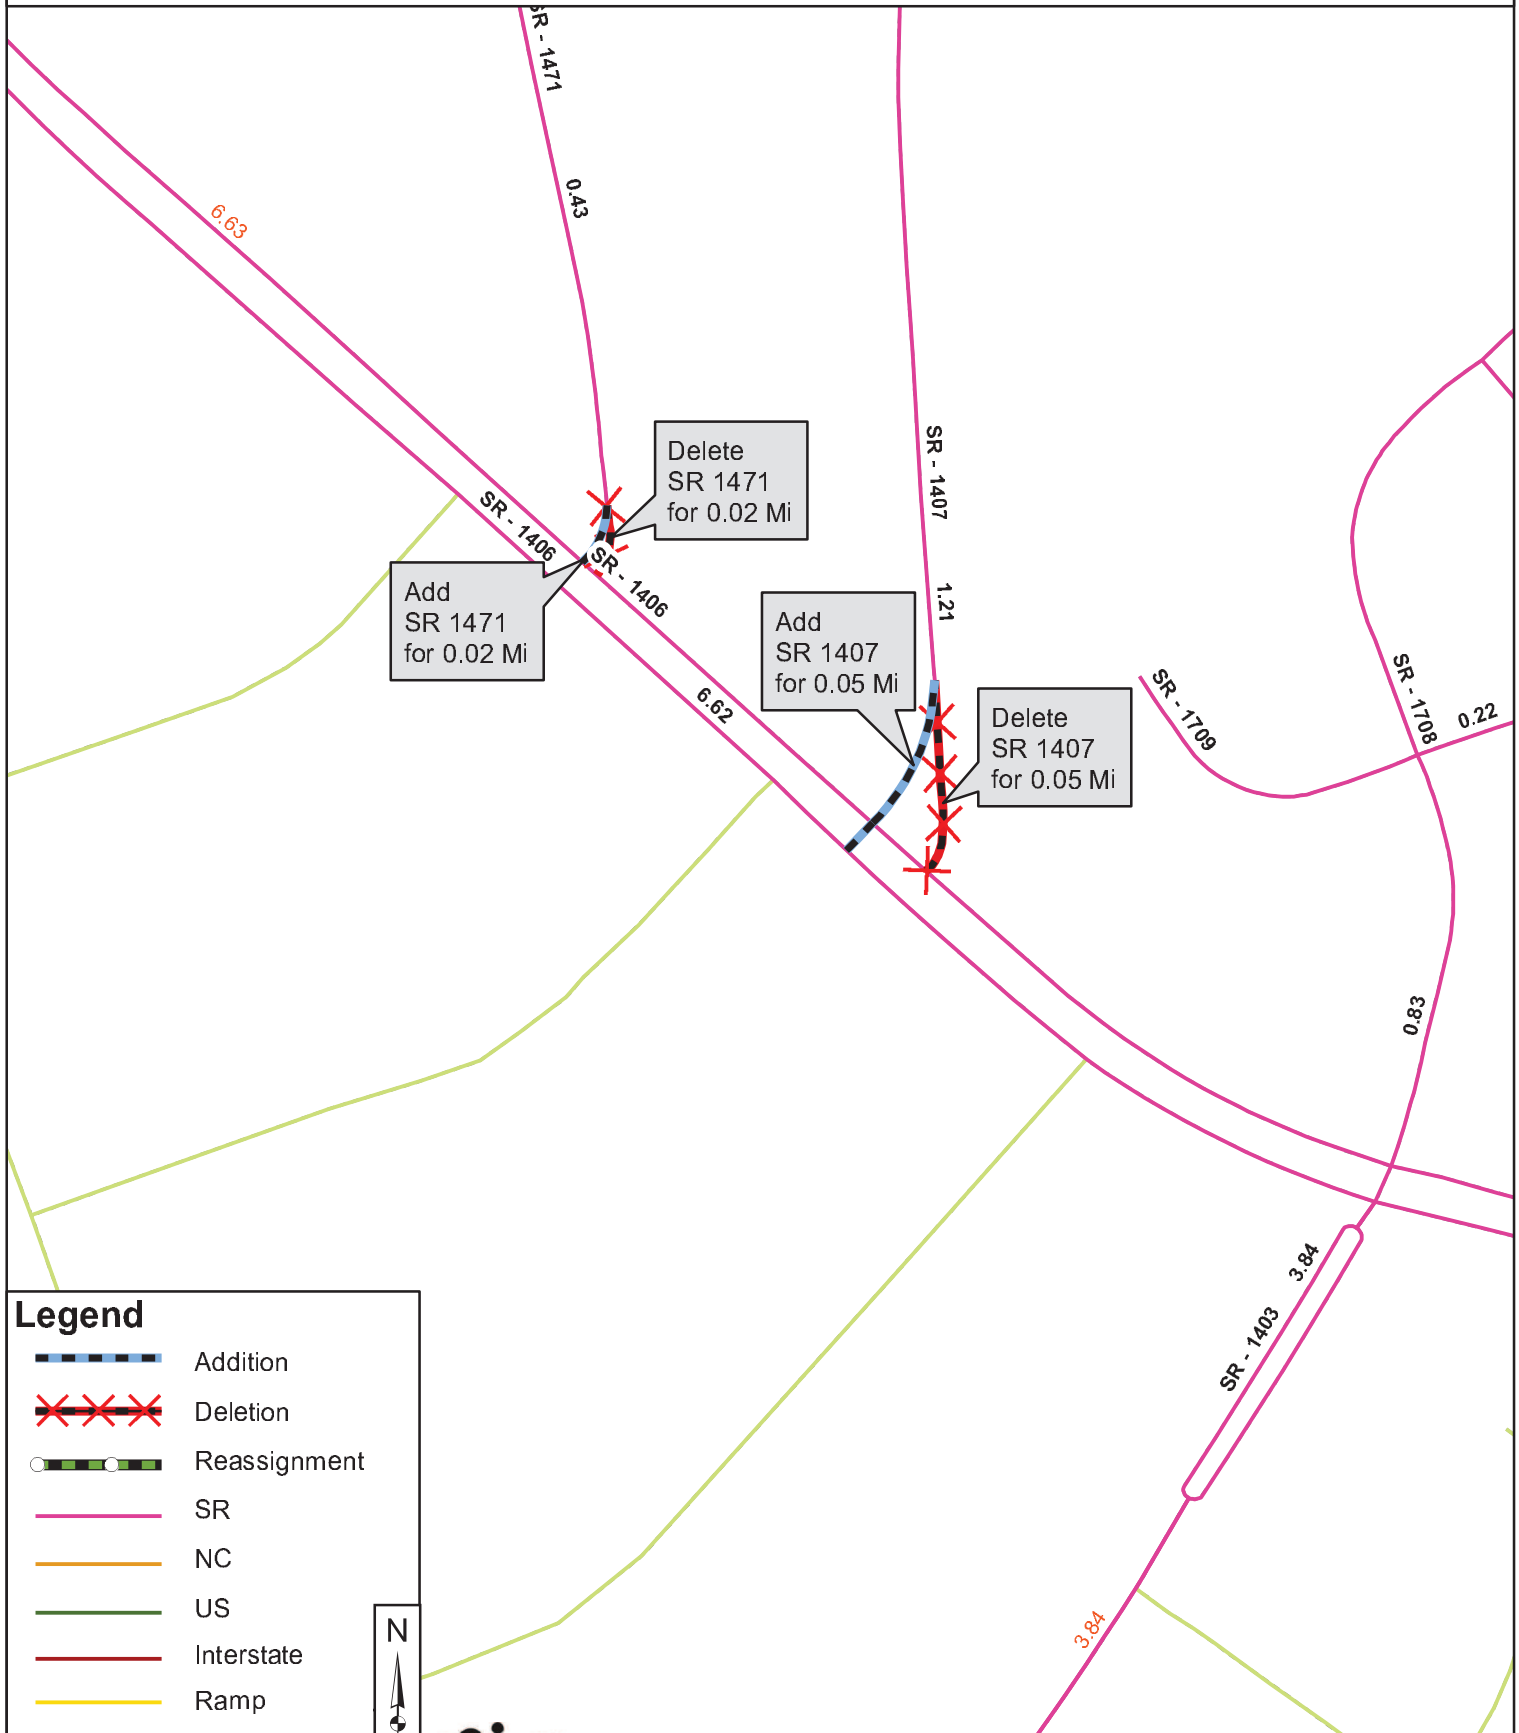 SR - 1471
0.43
6.63
SR - 1407
1.21
Delete
SR 1471
for 0.02 Mi
SR - 1406
SR - 1406
Add
SR 1471
for 0.02 Mi
Add
SR 1407
for 0.05 Mi
Delete
SR 1407
for 0.05 Mi
6.62
SR - 1709
SR - 1708
0.22
0.83
3.84
SR - 1403
3.84
Legend
Addition
Deletion
Reassignment
SR
NC
US
Interstate
Ramp
N